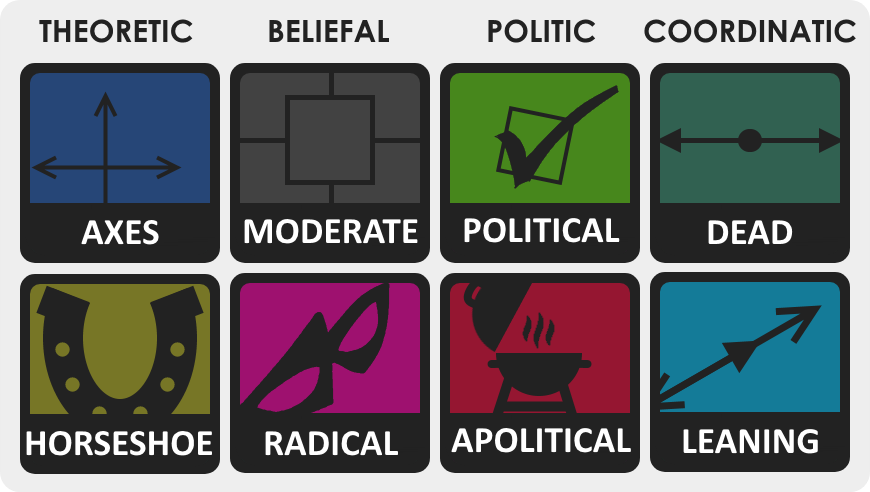 THEORETIC BELIEFAL POLITIC COORDINATIC
AXES MODERATE POLITICAL DEAD
HORSESHOE RADICAL APOLITICAL LEANING